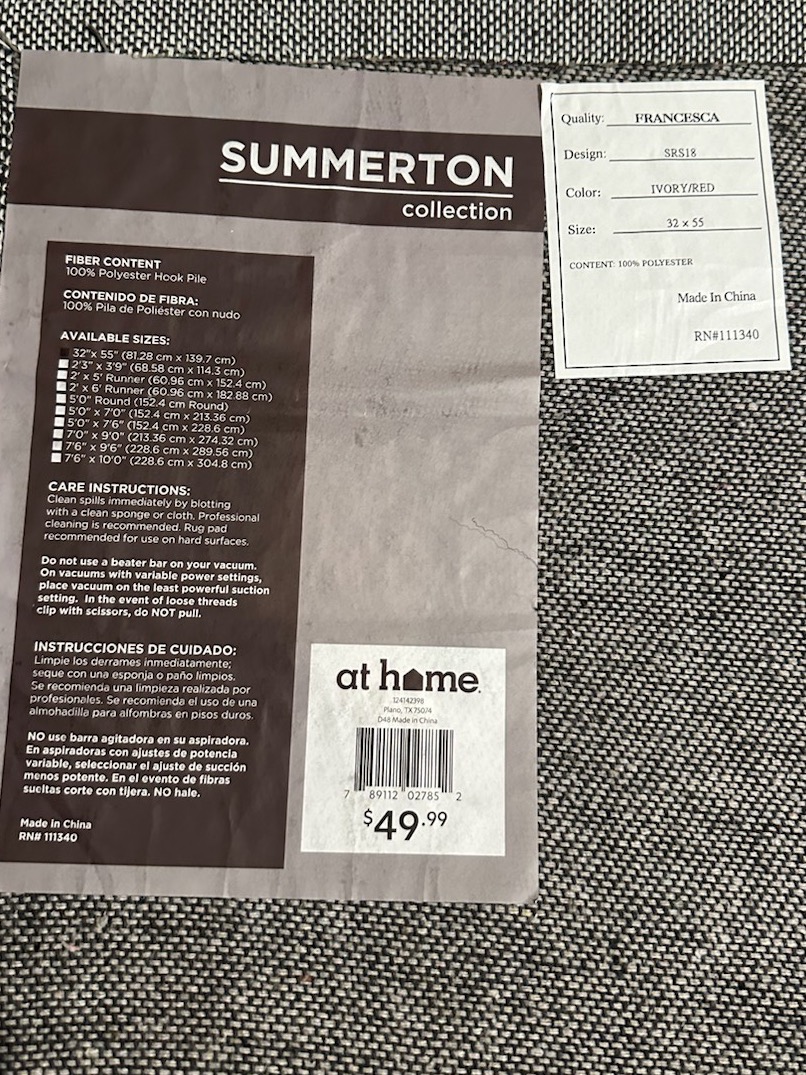 SUMMERTON
collection
FIBER CONTENT
100% Polyester Hook Pile
CONTENIDO DE FIBRA:
100% Pila de Poliéster con nudo
AVAILABLE SIZES:
32"x 55" (81.28 cm x 139.7 cm)
2'3" x 3'9" (68.58 cm x 114.3 cm)
2' x 5' Runner (60.96 cm x 152.4 cm)
2' x 6' Runner (60.96 cm x 182.88 cm)
5'0" Round (152.4 cm Round)
5'0" x 7'0" (152.4 cm x 213.36 cm)
5'0" x 7'6" (152.4 cm x 228.6 cm)
7'0" x 9'0" (213.36 cm x 274.32 cm)
7'6" x 9'6" (228.6 cm x 289.56 cm)
7'6" x 10'0" (228.6 cm x 304.8 cm)
CARE INSTRUCTIONS:
Clean spills immediately by blotting
with a clean sponge or cloth. Professional
cleaning is recommended. Rug pad
recommended for use on hard surfaces.
Do not use a beater bar on your vacuum.
On vacuums with variable power settings,
place vacuum on the least powerful suction
setting. In the event of loose threads
clip with scissors, do NOT pull.
INSTRUCCIONES DE CUIDADO:
Limpie los derrames inmediatamente;
seque con una esponja o paño limpios.
Se recomienda una limpieza realizada por
profesionales. Se recomienda el uso de una
almohadilla para alfombras en pisos duros.
NO use barra agitadora en su aspiradora.
En aspiradoras con ajustes de potencia
variable, seleccionar el ajuste de succión
menos potente. En el evento de fibras
sueltas corte con tijera. NO hale.
Made in China
RN# 111340
at home
124142398
Plano, TX 75074
D48 Made in China
7 89112 02785 2
$49.99
Quality: FRANCESCA
Design: SRS18
Color: IVORY/RED
Size: 32 x 55
CONTENT: 100% POLYESTER
Made In China
RN#111340